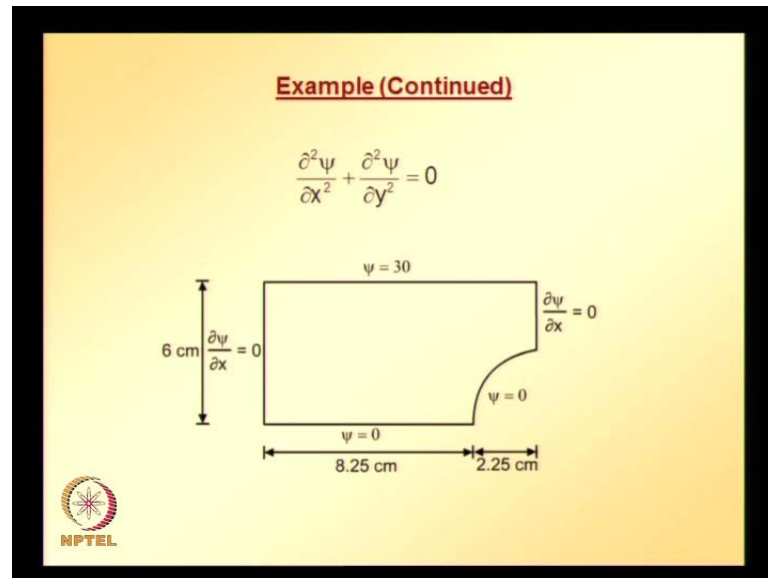 Example (Continued)
∂²ψ/∂x² + ∂²ψ/∂y² = 0
ψ = 30
∂ψ/∂x = 0
6 cm
∂ψ/∂x = 0
ψ = 0
ψ = 0
8.25 cm
2.25 cm
NPTEL